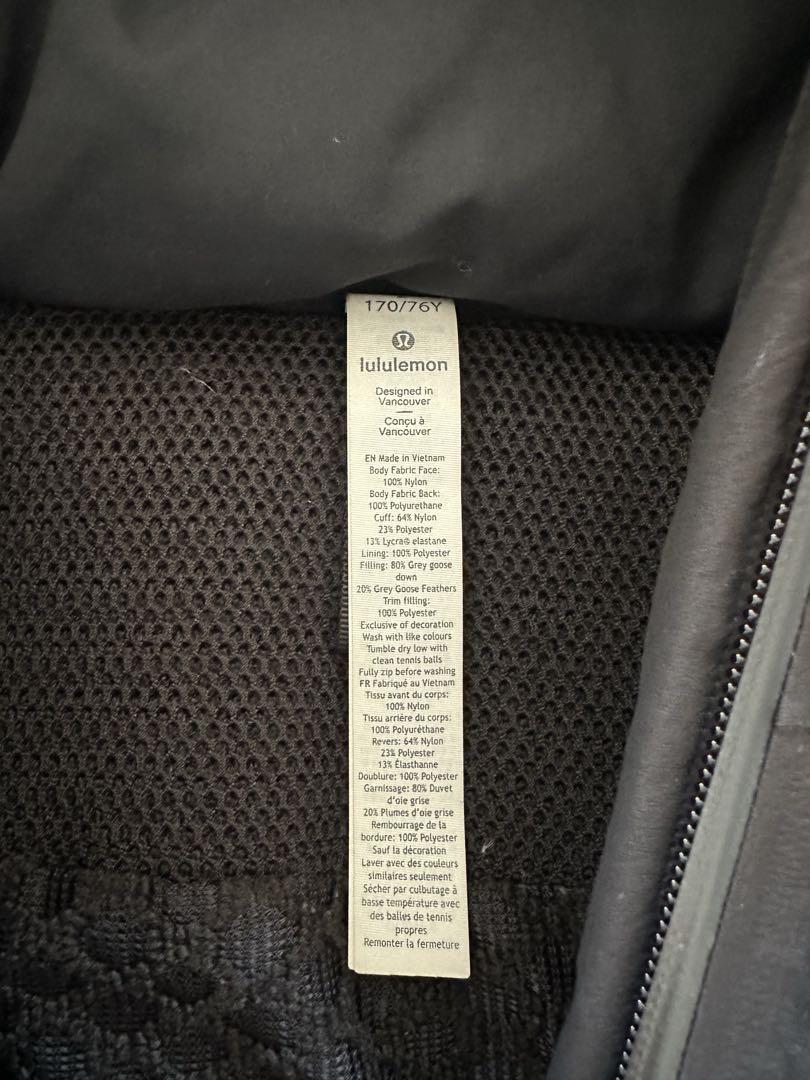 170/76Y
lululemon
Designed in
Vancouver
Conçu à
Vancouver
EN Made in Vietnam
Body Fabric Face:
100% Nylon
Body Fabric Back:
100% Polyurethane
Cuff: 64% Nylon
23% Polyester
13% Lycra® elastane
Lining: 100% Polyester
Filling: 80% Grey goose
down
20% Grey Goose Feathers
Trim filling:
100% Polyester
Exclusive of decoration
Wash with like colours
Tumble dry low with
clean tennis balls
Fully zip before washing
FR Fabriqué au Vietnam
Tissu avant du corps:
100% Nylon
Tissu arrière du corps:
100% Polyuréthane
Revers: 64% Nylon
23% Polyester
13% Élasthanne
Doublure: 100% Polyester
Garnissage: 80% Duvet
d'oie grise
20% Plumes d'oie grise
Rembourrage de la
bordure: 100% Polyester
Sauf la décoration
Laver avec des couleurs
similaires seulement
Sécher par culbutage à
basse température avec
des balles de tennis
propres
Remonter la fermeture